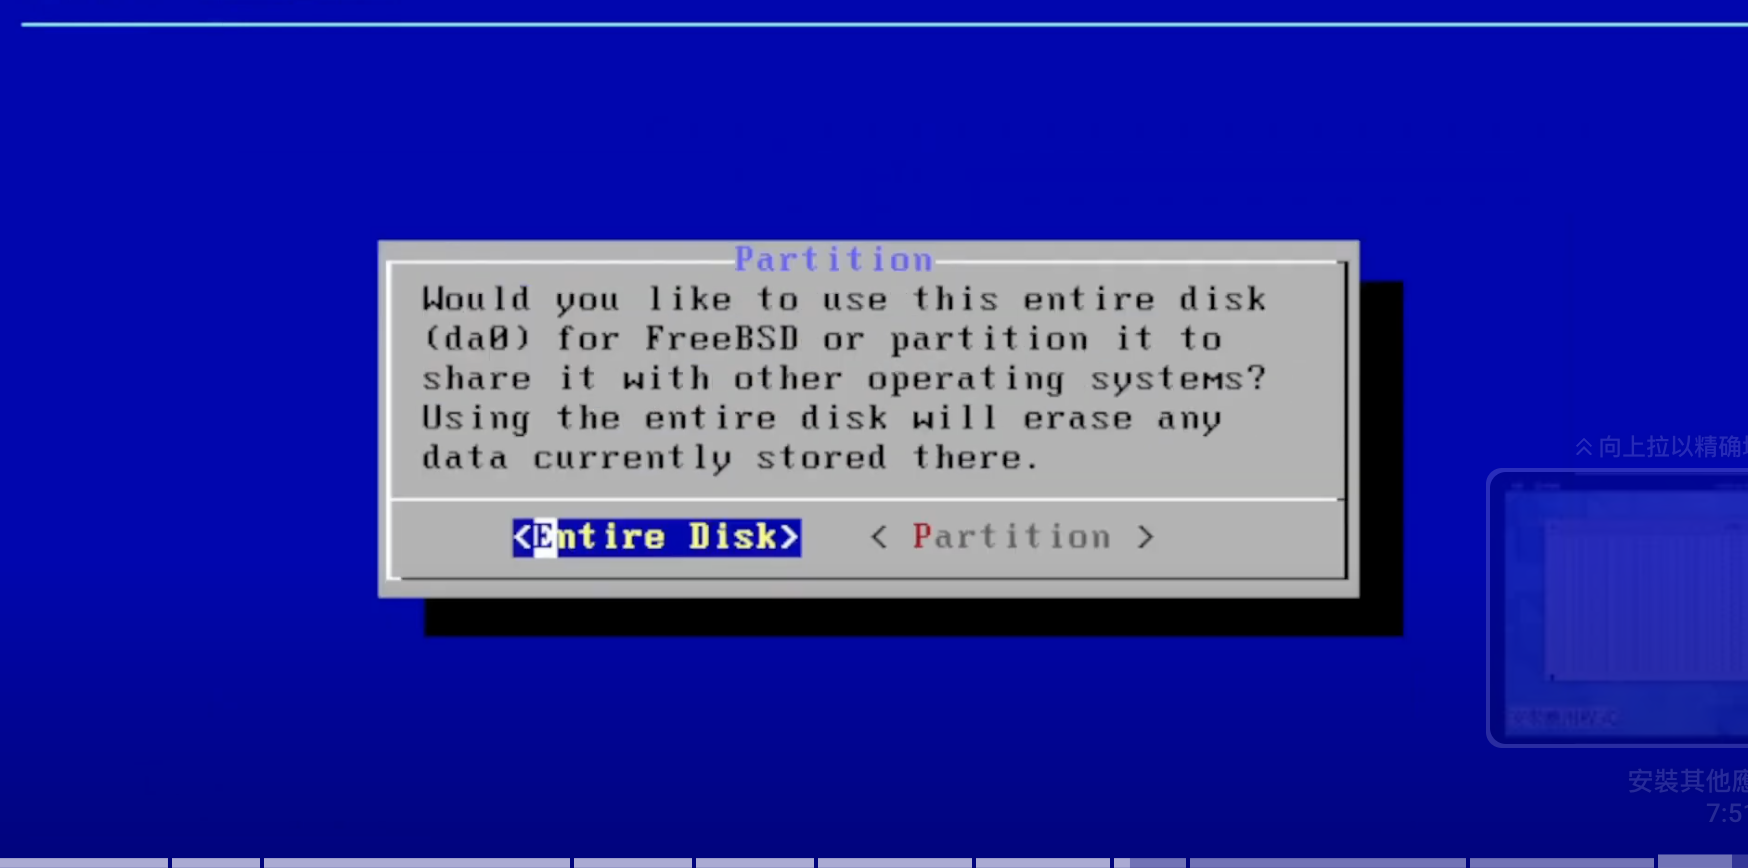 Partition
Would you like to use this entire disk
(da0) for FreeBSD or partition it to
share it with other operating systems?
Using the entire disk will erase any
data currently stored there.
<Entire Disk> < Partition >
向上拉以精确
安裝其他應
7:51